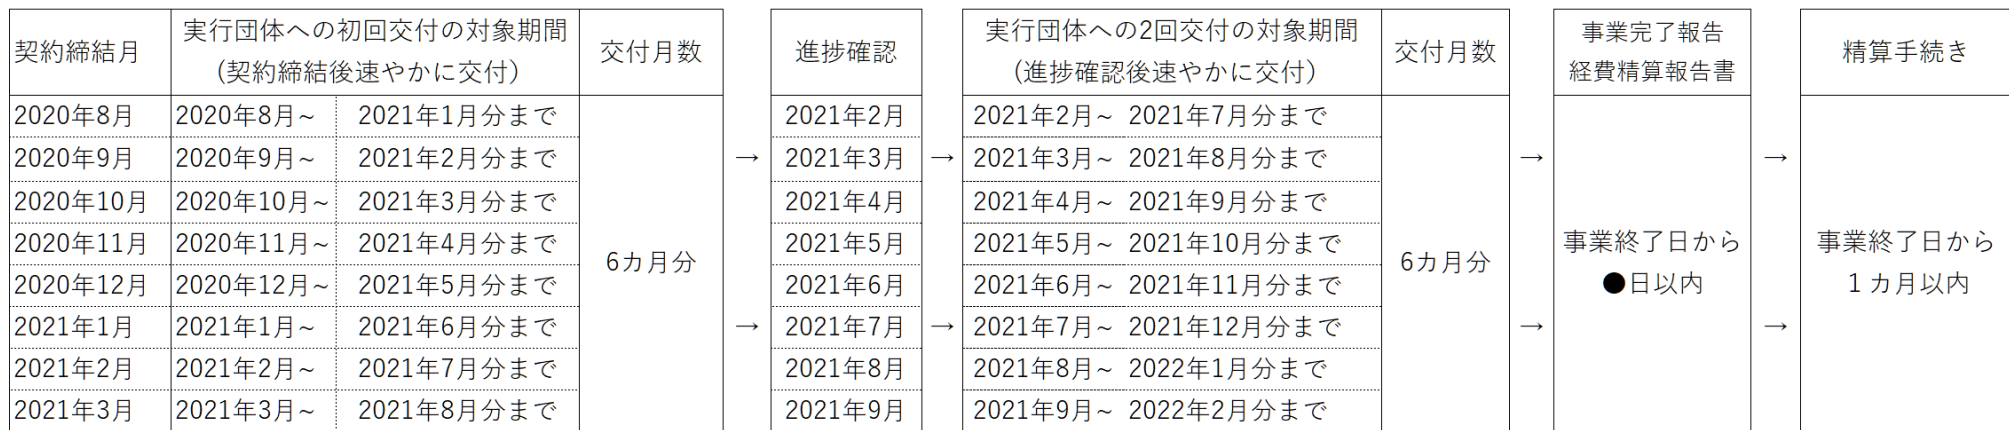 契約締結月
実行団体への初回交付の対象期間
(契約締結後速やかに交付)
交付月数
進捗確認
実行団体への2回交付の対象期間
(進捗確認後速やかに交付)
交付月数
事業完了報告
経費精算報告書
精算手続き
2020年8月 2020年8月~ 2021年1月分まで 2021年2月 2021年2月~ 2021年7月分まで
2020年9月 2020年9月~ 2021年2月分まで → 2021年3月 → 2021年3月~ 2021年8月分まで → →
2020年10月 2020年10月~ 2021年3月分まで 2021年4月 2021年4月~ 2021年9月分まで
2020年11月 2020年11月~ 2021年4月分まで 2021年5月 2021年5月~ 2021年10月分まで
6カ月分
6カ月分
事業終了日から
●日以内
事業終了日から
１カ月以内
2020年12月 2020年12月~ 2021年5月分まで 2021年6月 2021年6月~ 2021年11月分まで
2021年1月 2021年1月~ 2021年6月分まで → 2021年7月 → 2021年7月~ 2021年12月分まで → →
2021年2月 2021年2月~ 2021年7月分まで 2021年8月 2021年8月~ 2022年1月分まで
2021年3月 2021年3月~ 2021年8月分まで 2021年9月 2021年9月~ 2022年2月分まで